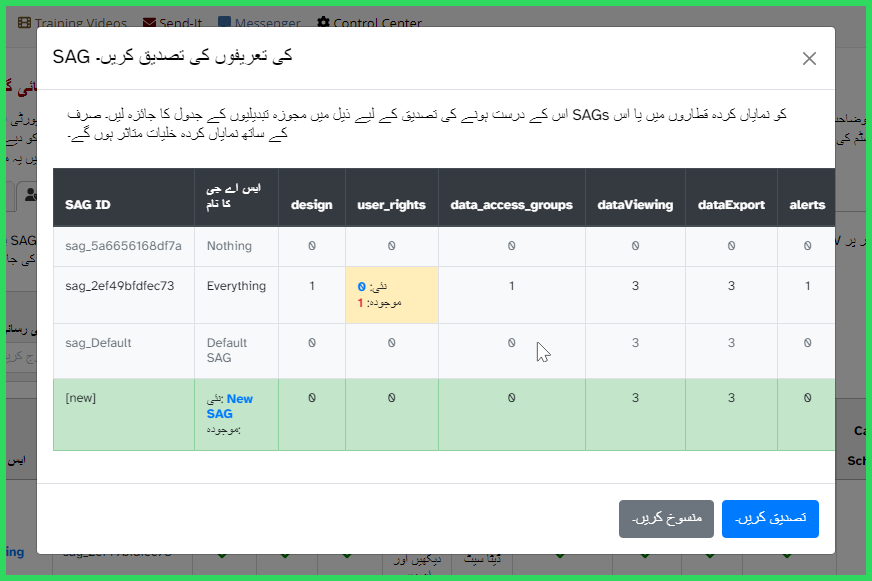 Training Videos Send-It Messenger Control Center
SAG کی تعریفوں کی تصدیق کریں۔
اس کے درست ہونے کی تصدیق کے لیے ذیل میں مجوزہ تبدیلیوں کے جدول کا جائزہ لیں۔ صرف SAGs کو نمایاں کردہ قطاروں میں یا اس
کے ساتھ نمایاں کردہ خلیات متاثر ہوں گے۔
SAG ID ایس اے جی کا نام design user_rights data_access_groups dataViewing dataExport alerts
sag_5a6656168df7a Nothing 0 0 0 0 0 0
sag_2ef49bfdfec73 Everything 1 نئی: 0 1 3 3 1
موجودہ: 1
sag_Default Default 0 0 0 3 3 0
SAG
[new] نئی: New 0 0 0 3 3 0
SAG
موجودہ:
تصدیق کریں۔ منسوخ کریں۔
دیکھیں اور
ڈیٹا سیٹ